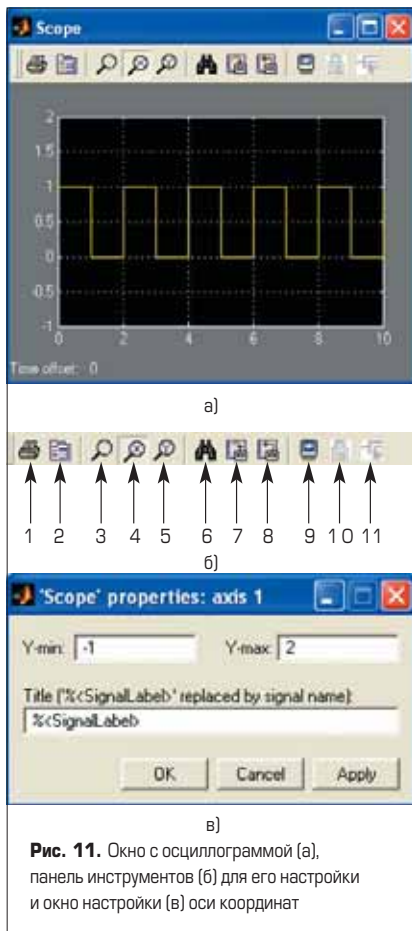 Scope
2
1.5
1
0.5
0
-0.5
-1
0 2 4 6 8 10
Time offset: 0
а)
1 2 3 4 5 6 7 8 9 10 11
б)
'Scope' properties: axis 1
Y-min: -1 Y-max: 2
Title ('%<SignalLabel>' replaced by signal name):
%<SignalLabel>
OK Cancel Apply
в)
Рис. 11. Окно с осциллограммой (а),
панель инструментов (б) для его настройки
и окно настройки (в) оси координат